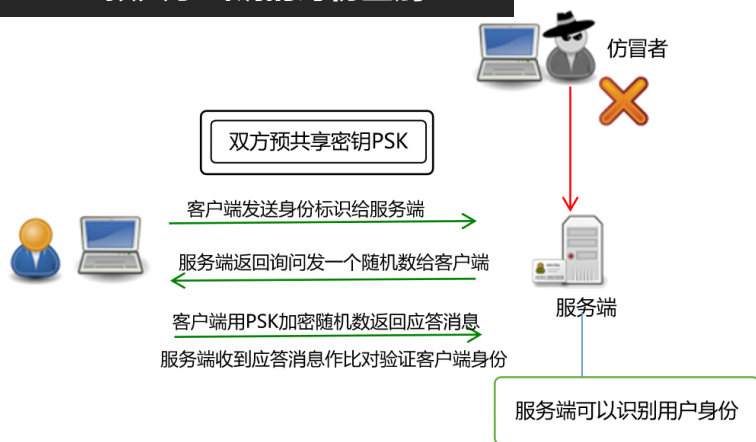 仿冒者
双方预共享密钥PSK
客户端发送身份标识给服务端
服务端返回询问发一个随机数给客户端
服务端
客户端用PSK加密随机数返回应答消息
服务端收到应答消息作比对验证客户端身份
服务端可以识别用户身份